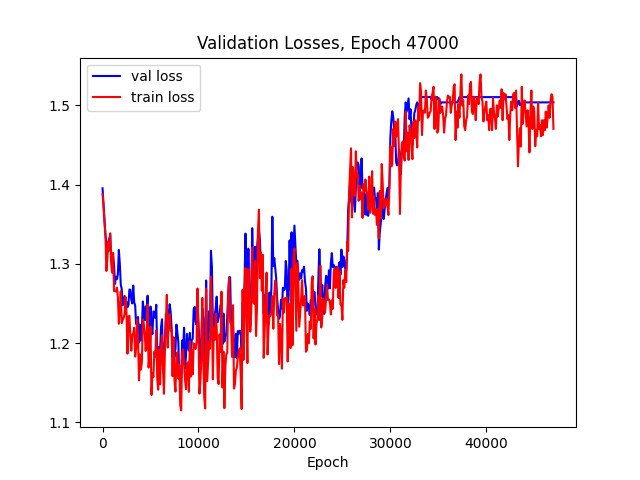 Validation Losses, Epoch 47000
val loss
train loss
1.5
1.4
1.3
1.2
1.1
0 10000 20000 30000 40000
Epoch